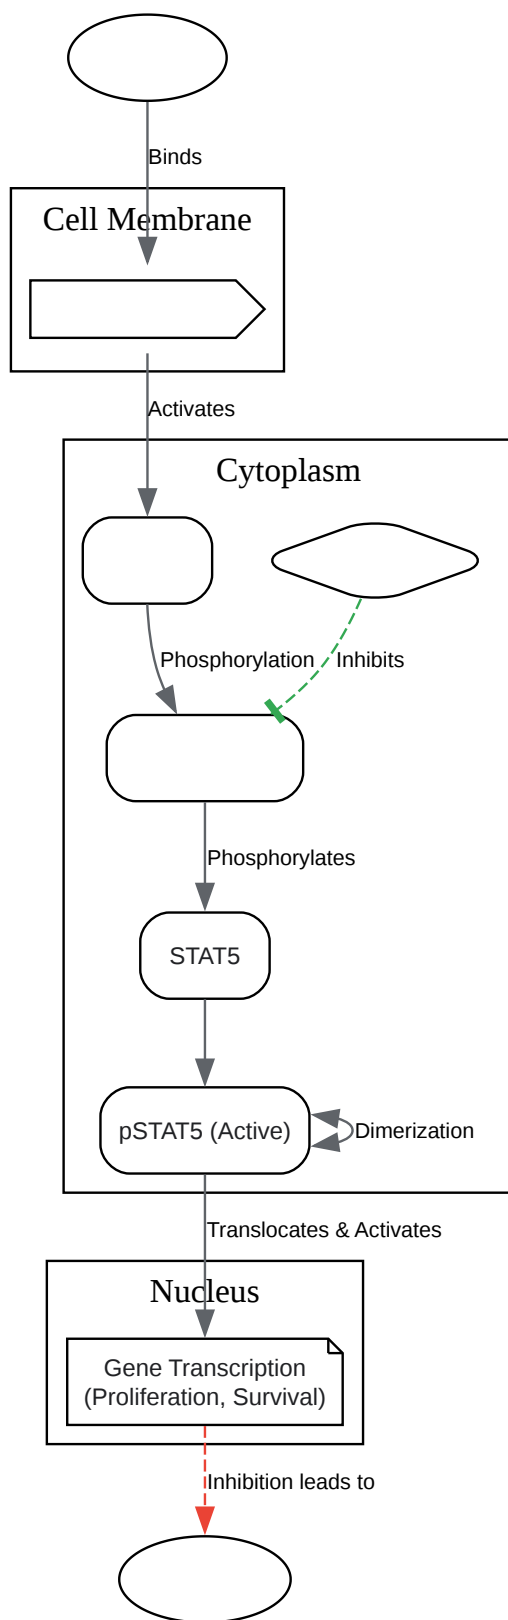 Binds
Cell Membrane
Activates
Cytoplasm
Phosphorylation
Inhibits
Phosphorylates
STAT5
pSTAT5 (Active)
Dimerization
Translocates & Activates
Nucleus
Gene Transcription
(Proliferation, Survival)
Inhibition leads to